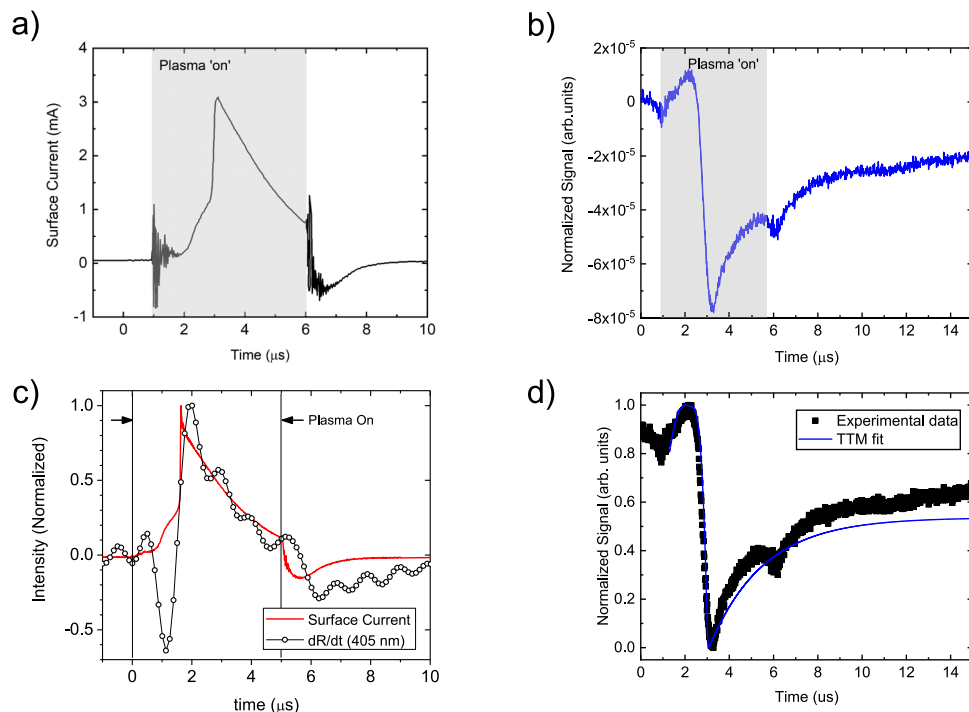 a)
Plasma 'on'
Surface Current (mA)
4
3
2
1
0
-1
0 2 4 6 8 10
Time (μs)
b)
Plasma 'on'
Normalized Signal (arb.units)
2x10⁻⁵
0
-2x10⁻⁵
-4x10⁻⁵
-6x10⁻⁵
-8x10⁻⁵
0 2 4 6 8 10 12 14
Time (μs)
c)
Plasma On
Intensity (Normalized)
1.0
0.5
0.0
-0.5
Surface Current
dR/dt (405 nm)
0 2 4 6 8 10
time (μs)
d)
Experimental data
TTM fit
Normalized Signal (arb. units)
1.0
0.8
0.6
0.4
0.2
0.0
0 2 4 6 8 10 12 14
Time (us)